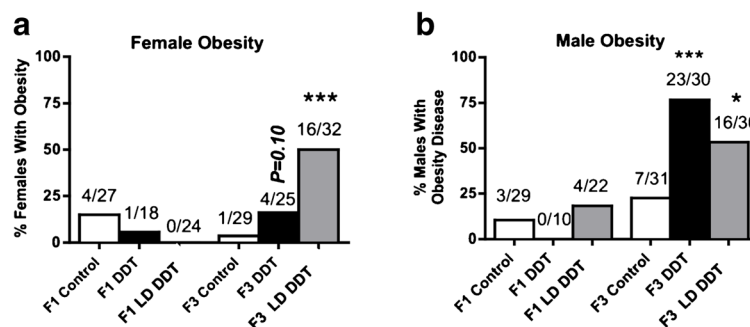 a
Female Obesity
% Females With Obesity
100
75
50
25
0
4/27
1/18
0/24
1/29
4/25
P=0.10
16/32
***
F1 Control
F1 DDT
F1 LD DDT
F3 Control
F3 DDT
F3 LD DDT
b
Male Obesity
% Males With
Obesity Disease
100
75
50
25
0
3/29
0/10
4/22
7/31
23/30
***
16/30
*
F1 Control
F1 DDT
F1 LD DDT
F3 Control
F3 DDT
F3 LD DDT